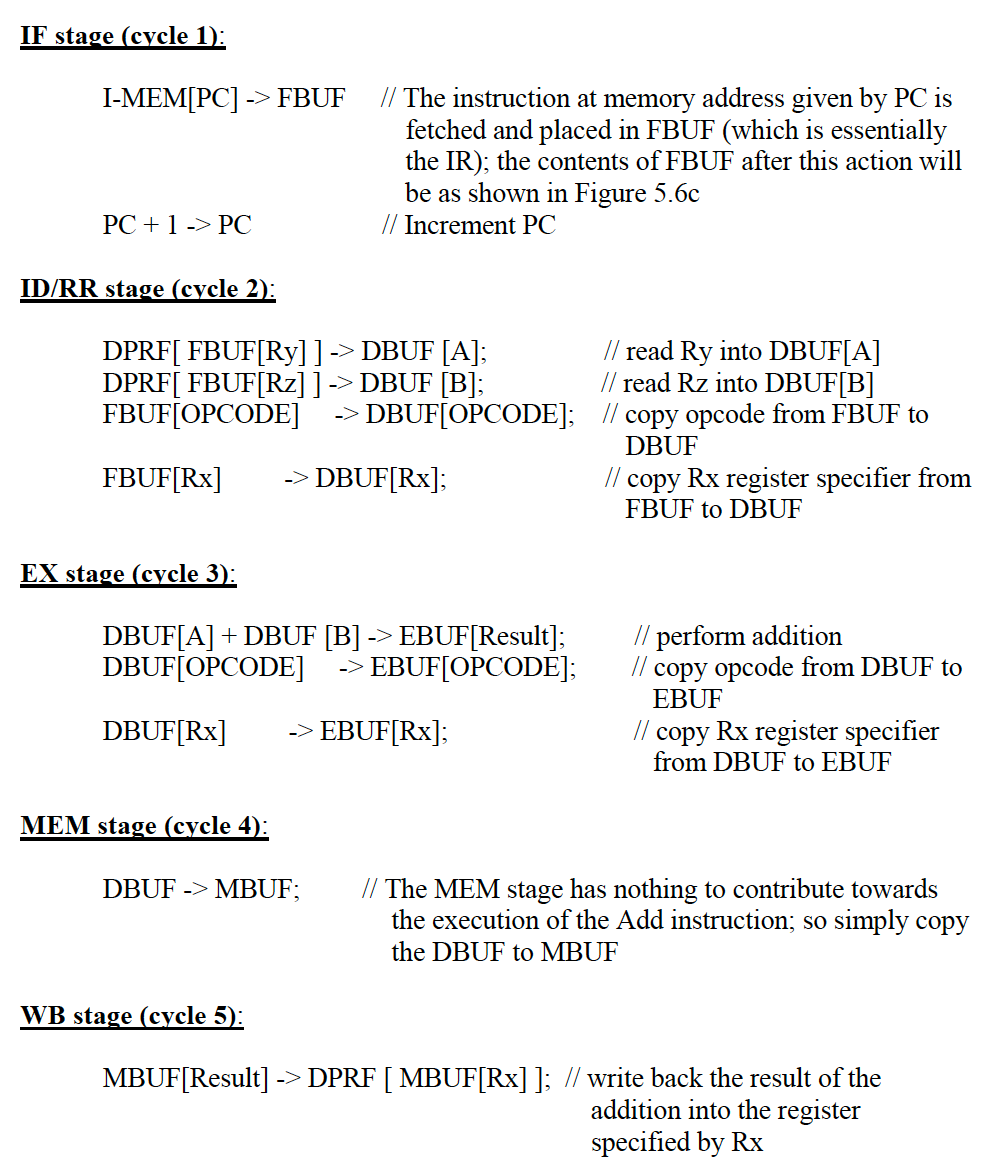 IF stage (cycle 1):
I-MEM[PC] -> FBUF // The instruction at memory address given by PC is
fetched and placed in FBUF (which is essentially
the IR); the contents of FBUF after this action will
be as shown in Figure 5.6c
PC + 1 -> PC // Increment PC
ID/RR stage (cycle 2):
DPRF[ FBUF[Ry] ] -> DBUF [A]; // read Ry into DBUF[A]
DPRF[ FBUF[Rz] ] -> DBUF [B]; // read Rz into DBUF[B]
FBUF[OPCODE] -> DBUF[OPCODE]; // copy opcode from FBUF to
DBUF
FBUF[Rx] -> DBUF[Rx]; // copy Rx register specifier from
FBUF to DBUF
EX stage (cycle 3):
DBUF[A] + DBUF [B] -> EBUF[Result]; // perform addition
DBUF[OPCODE] -> EBUF[OPCODE]; // copy opcode from DBUF to
EBUF
DBUF[Rx] -> EBUF[Rx]; // copy Rx register specifier
from DBUF to EBUF
MEM stage (cycle 4):
DBUF -> MBUF; // The MEM stage has nothing to contribute towards
the execution of the Add instruction; so simply copy
the DBUF to MBUF
WB stage (cycle 5):
MBUF[Result] -> DPRF [ MBUF[Rx] ]; // write back the result of the
addition into the register
specified by Rx